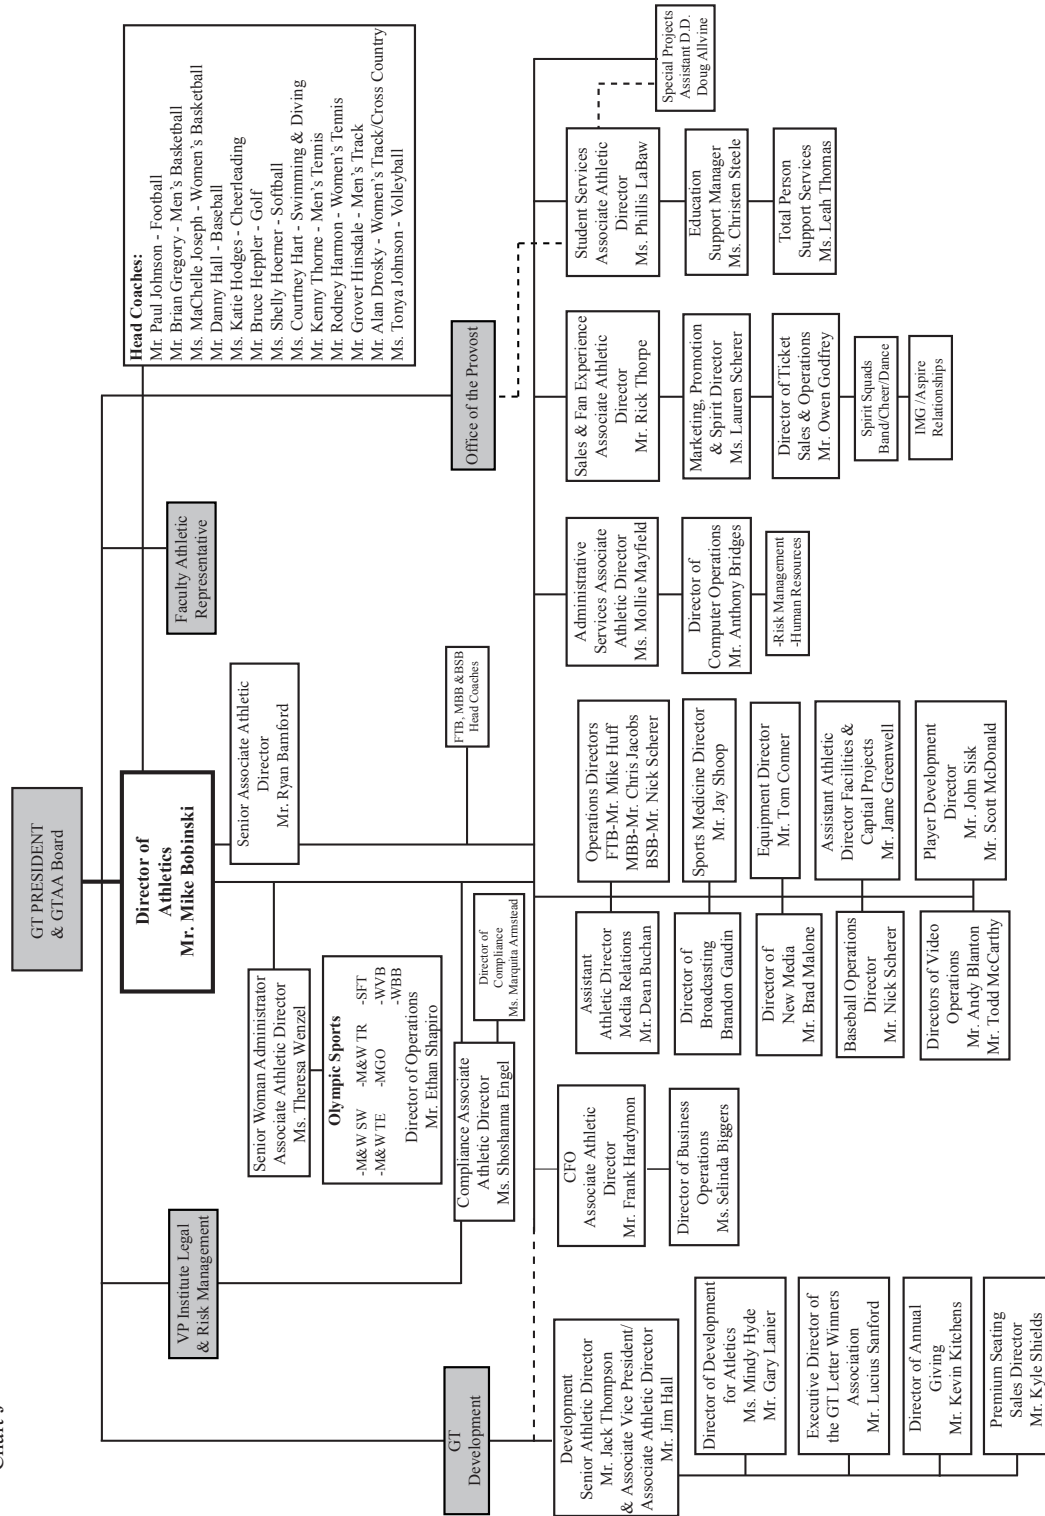 Chart 5
GT PRESIDENT
& GTAA Board
Director of
Athletics
Mr. Mike Bobinski
Head Coaches:
Mr. Paul Johnson - Football
Mr. Brian Gregory - Men's Basketball
Ms. MaChelle Joseph - Women's Basketball
Mr. Danny Hall - Baseball
Ms. Katie Hodges - Cheerleading
Mr. Bruce Heppler - Golf
Ms. Shelly Hoerner - Softball
Ms. Courtney Hart - Swimming & Diving
Mr. Kenny Thorne - Men's Tennis
Mr. Rodney Harmon - Women's Tennis
Mr. Grover Hinsdale - Men's Track
Mr. Alan Drosky - Women's Track/Cross Country
Ms. Tonya Johnson - Volleyball
VP Institute Legal
& Risk Management
Faculty Athletic
Representative
Senior Associate Athletic
Director
Mr. Ryan Bamford
Senior Woman Administrator
Associate Athletic Director
Ms. Theresa Wenzel
Olympic Sports
-M&W SW -M&W TR -SFT
-M&W TE -MGO -WVB
-WBB
Director of Operations
Mr. Ethan Shapiro
GT
Development
Compliance Associate
Athletic Director
Ms. Shoshanna Engel
Director of
Compliance
Ms. Marquita Armstead
FTB, MBB &BSB
Head Coaches
Office of the Provost
Development
Senior Athletic Director
Mr. Jack Thompson
& Associate Vice President/
Associate Athletic Director
Mr. Jim Hall
Director of Development
for Atletics
Ms. Mindy Hyde
Mr. Gary Lanier
Executive Director of
the GT Letter Winners
Association
Mr. Lucius Sanford
Director of Annual
Giving
Mr. Kevin Kitchens
Premium Seating
Sales Director
Mr. Kyle Shields
CFO
Associate Athletic
Director
Mr. Frank Hardymon
Director of Business
Operations
Ms. Selinda Biggers
Assistant
Athletic Director
Media Relations
Mr. Dean Buchan
Director of
Broadcasting
Brandon Gaudin
Director of
New Media
Mr. Brad Malone
Baseball Operations
Director
Mr. Nick Scherer
Directors of Video
Operations
Mr. Andy Blanton
Mr. Todd McCarthy
Operations Directors
FTB-Mr. Mike Huff
MBB-Mr. Chris Jacobs
BSB-Mr. Nick Scherer
Sports Medicine Director
Mr. Jay Shoop
Equipment Director
Mr. Tom Conner
Assistant Athletic
Director Facilities &
Captial Projects
Mr. Jame Greenwell
Player Development
Director
Mr. John Sisk
Mr. Scott McDonald
Administrative
Services Associate
Athletic Director
Ms. Mollie Mayfield
Director of
Computer Operations
Mr. Anthony Bridges
-Risk Management
-Human Resources
Sales & Fan Experience
Associate Athletic
Director
Mr. Rick Thorpe
Marketing, Promotion
& Spirit Director
Ms. Lauren Scherer
Director of Ticket
Sales & Operations
Mr. Owen Godfrey
Spirit Squads
Band/Cheer/Dance
IMG /Aspire
Relationships
Student Services
Associate Athletic
Director
Ms. Phillis LaBaw
Education
Support Manager
Ms. Christen Steele
Total Person
Support Services
Ms. Leah Thomas
Special Projects
Assistant D.D.
Doug Allvine